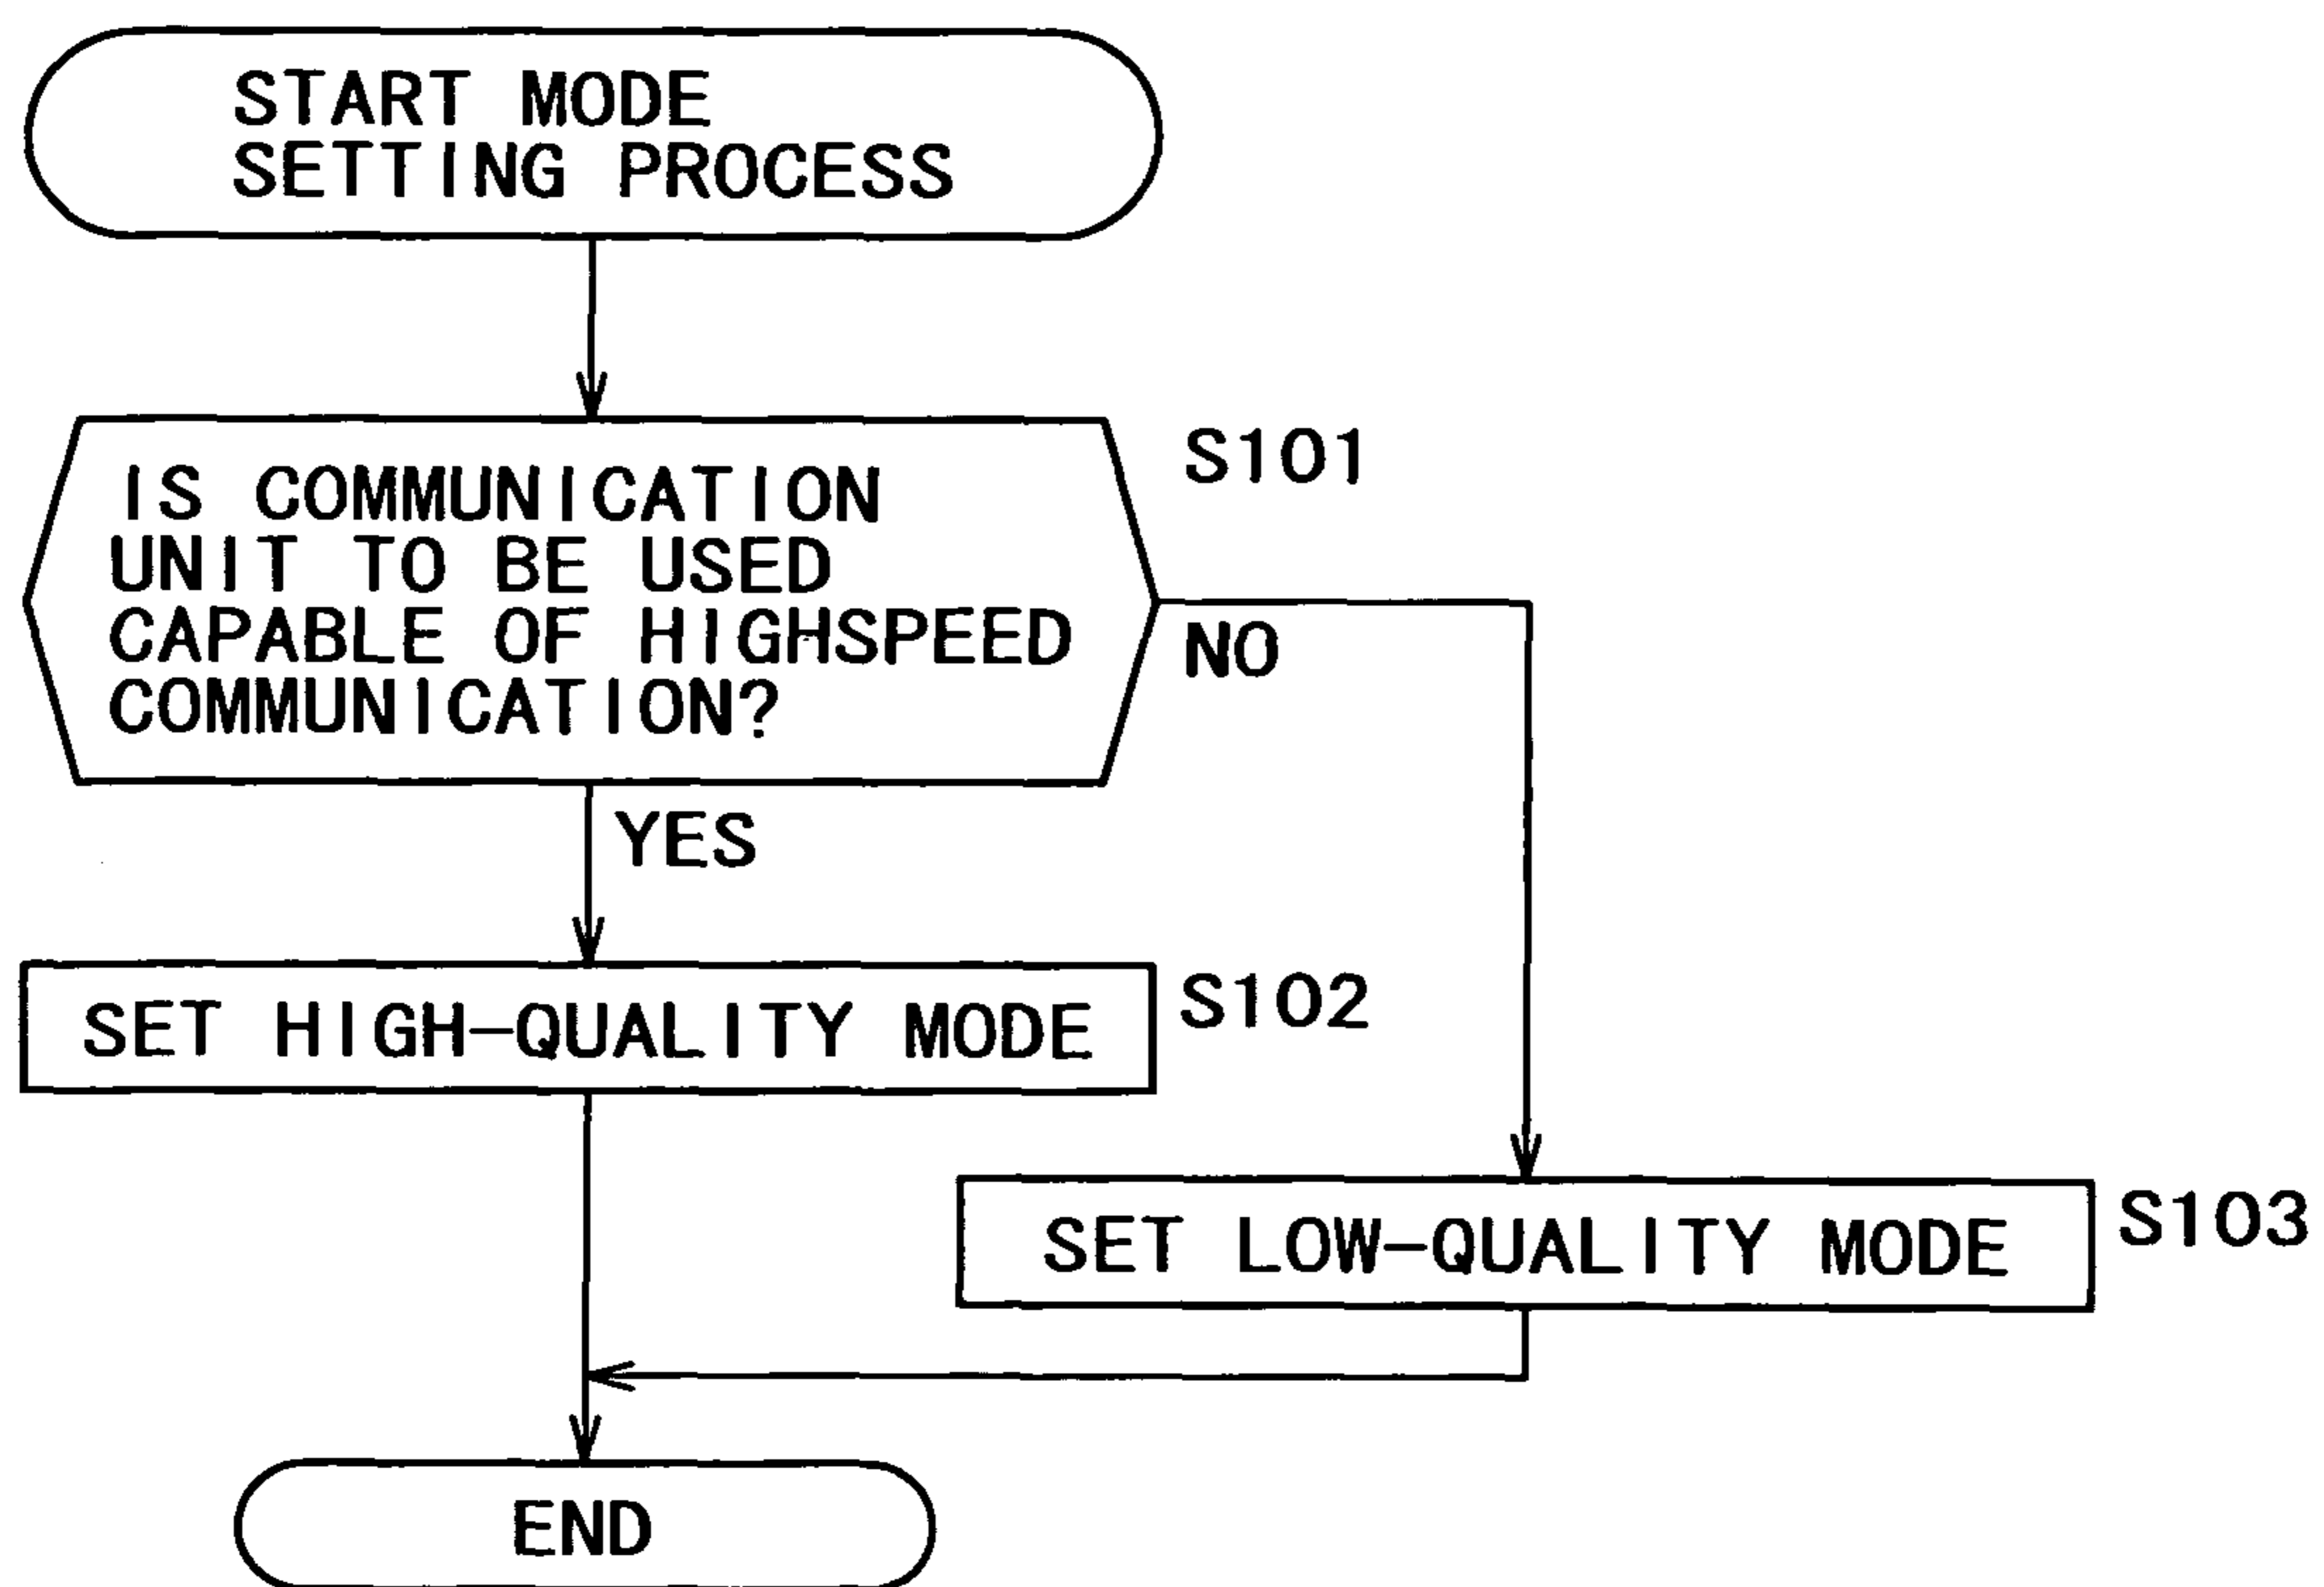 START MODE
SETTING PROCESS
S101
IS COMMUNICATION
UNIT TO BE USED
CAPABLE OF HIGHSPEED
COMMUNICATION?
NO
YES
SET HIGH-QUALITY MODE
S102
SET LOW-QUALITY MODE
S103
END